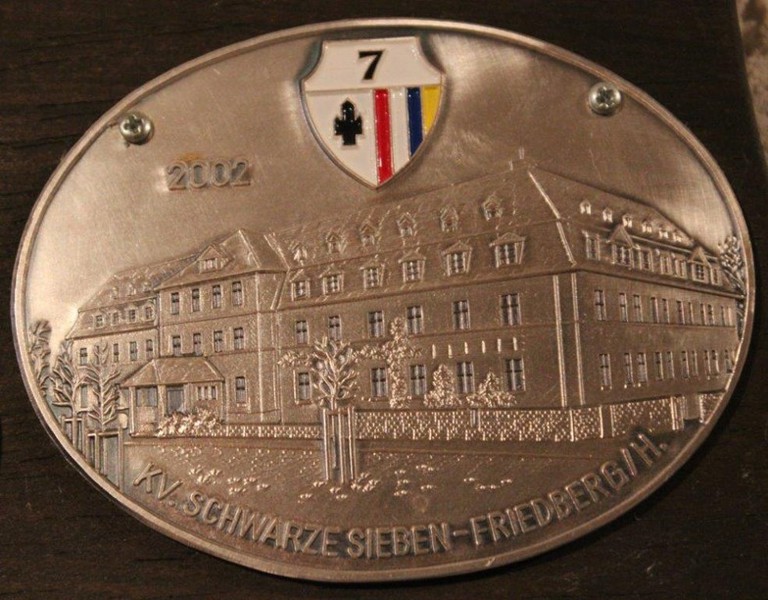 7
2002
KV. SCHWARZE SIEBEN-FRIEDBERG/H.